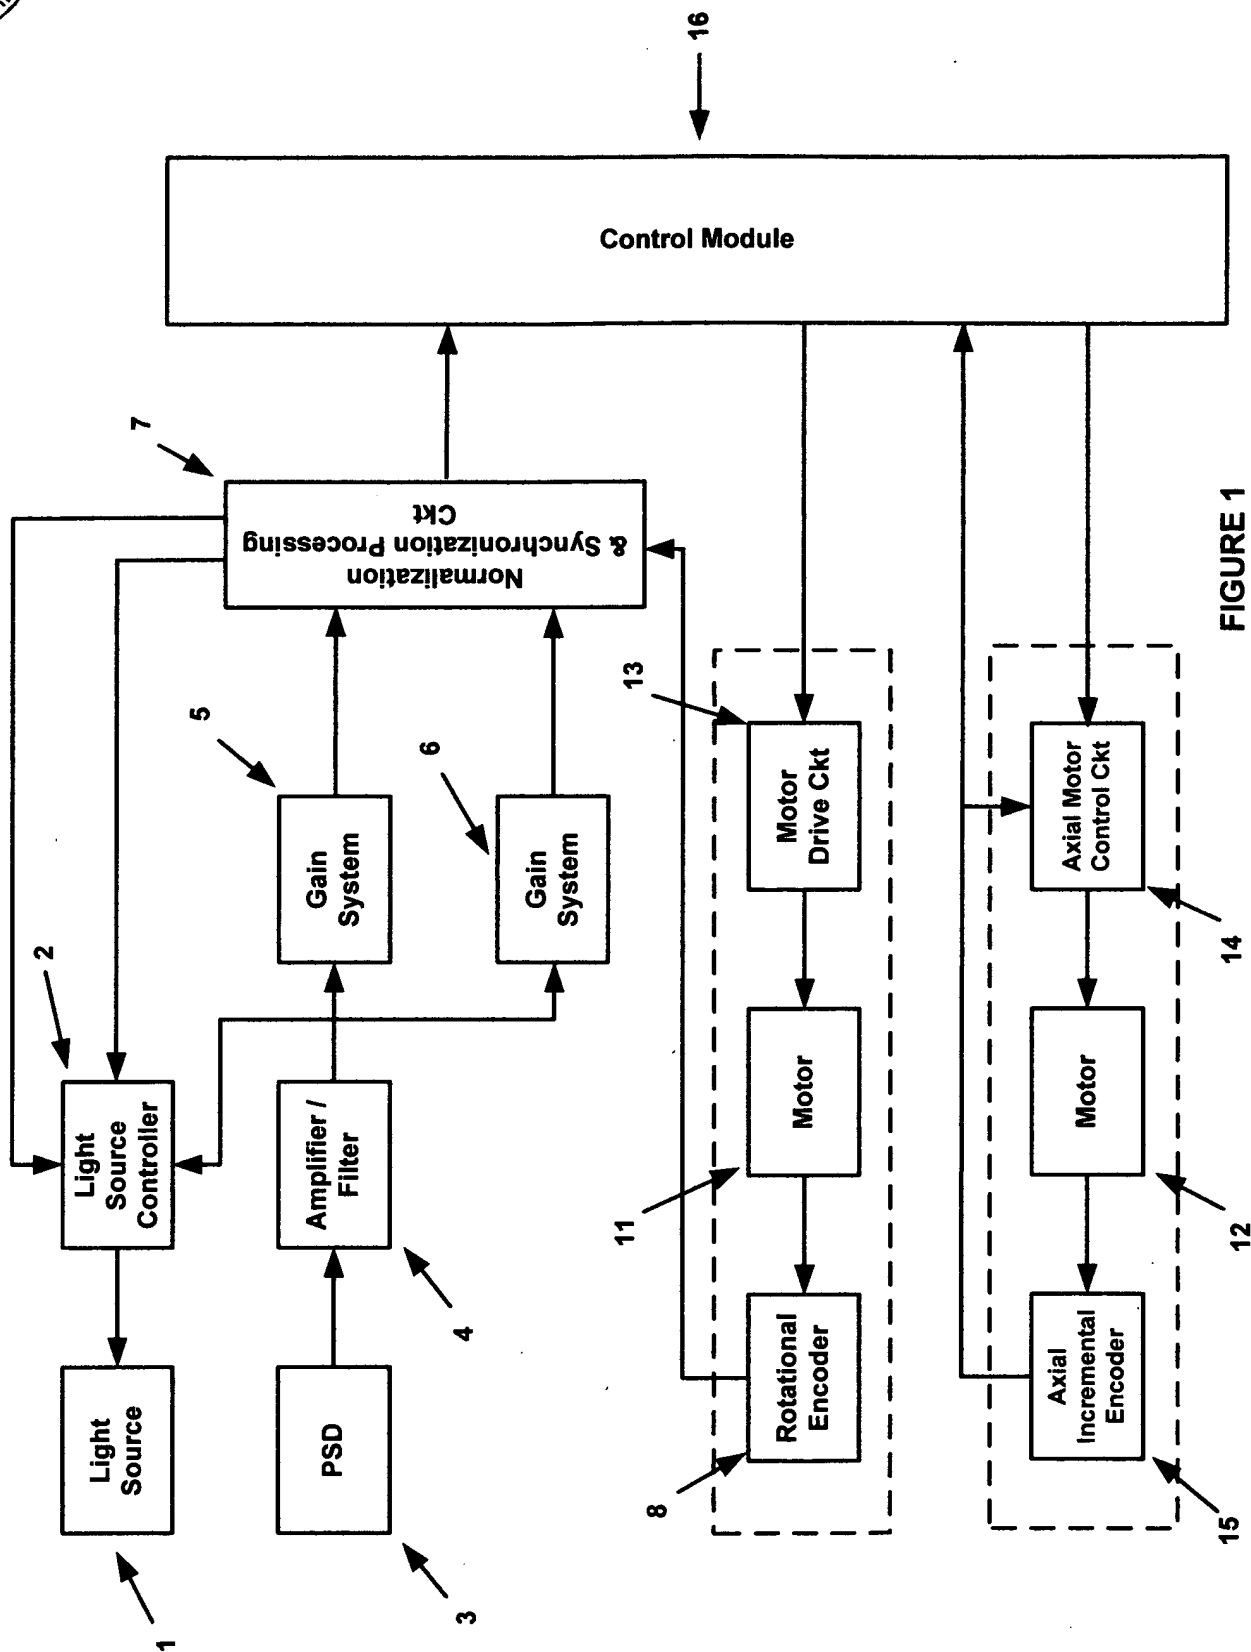 1
Light
Source
2
Light
Source
Controller
3
PSD
4
Amplifier /
Filter
5
Gain
System
6
Gain
System
7
Normalization
& Synchronization Processing
Ckt
8
Rotational
Encoder
11
Motor
13
Motor
Drive Ckt
15
Axial
Incremental
Encoder
12
Motor
14
Axial Motor
Control Ckt
16
Control Module
FIGURE 1